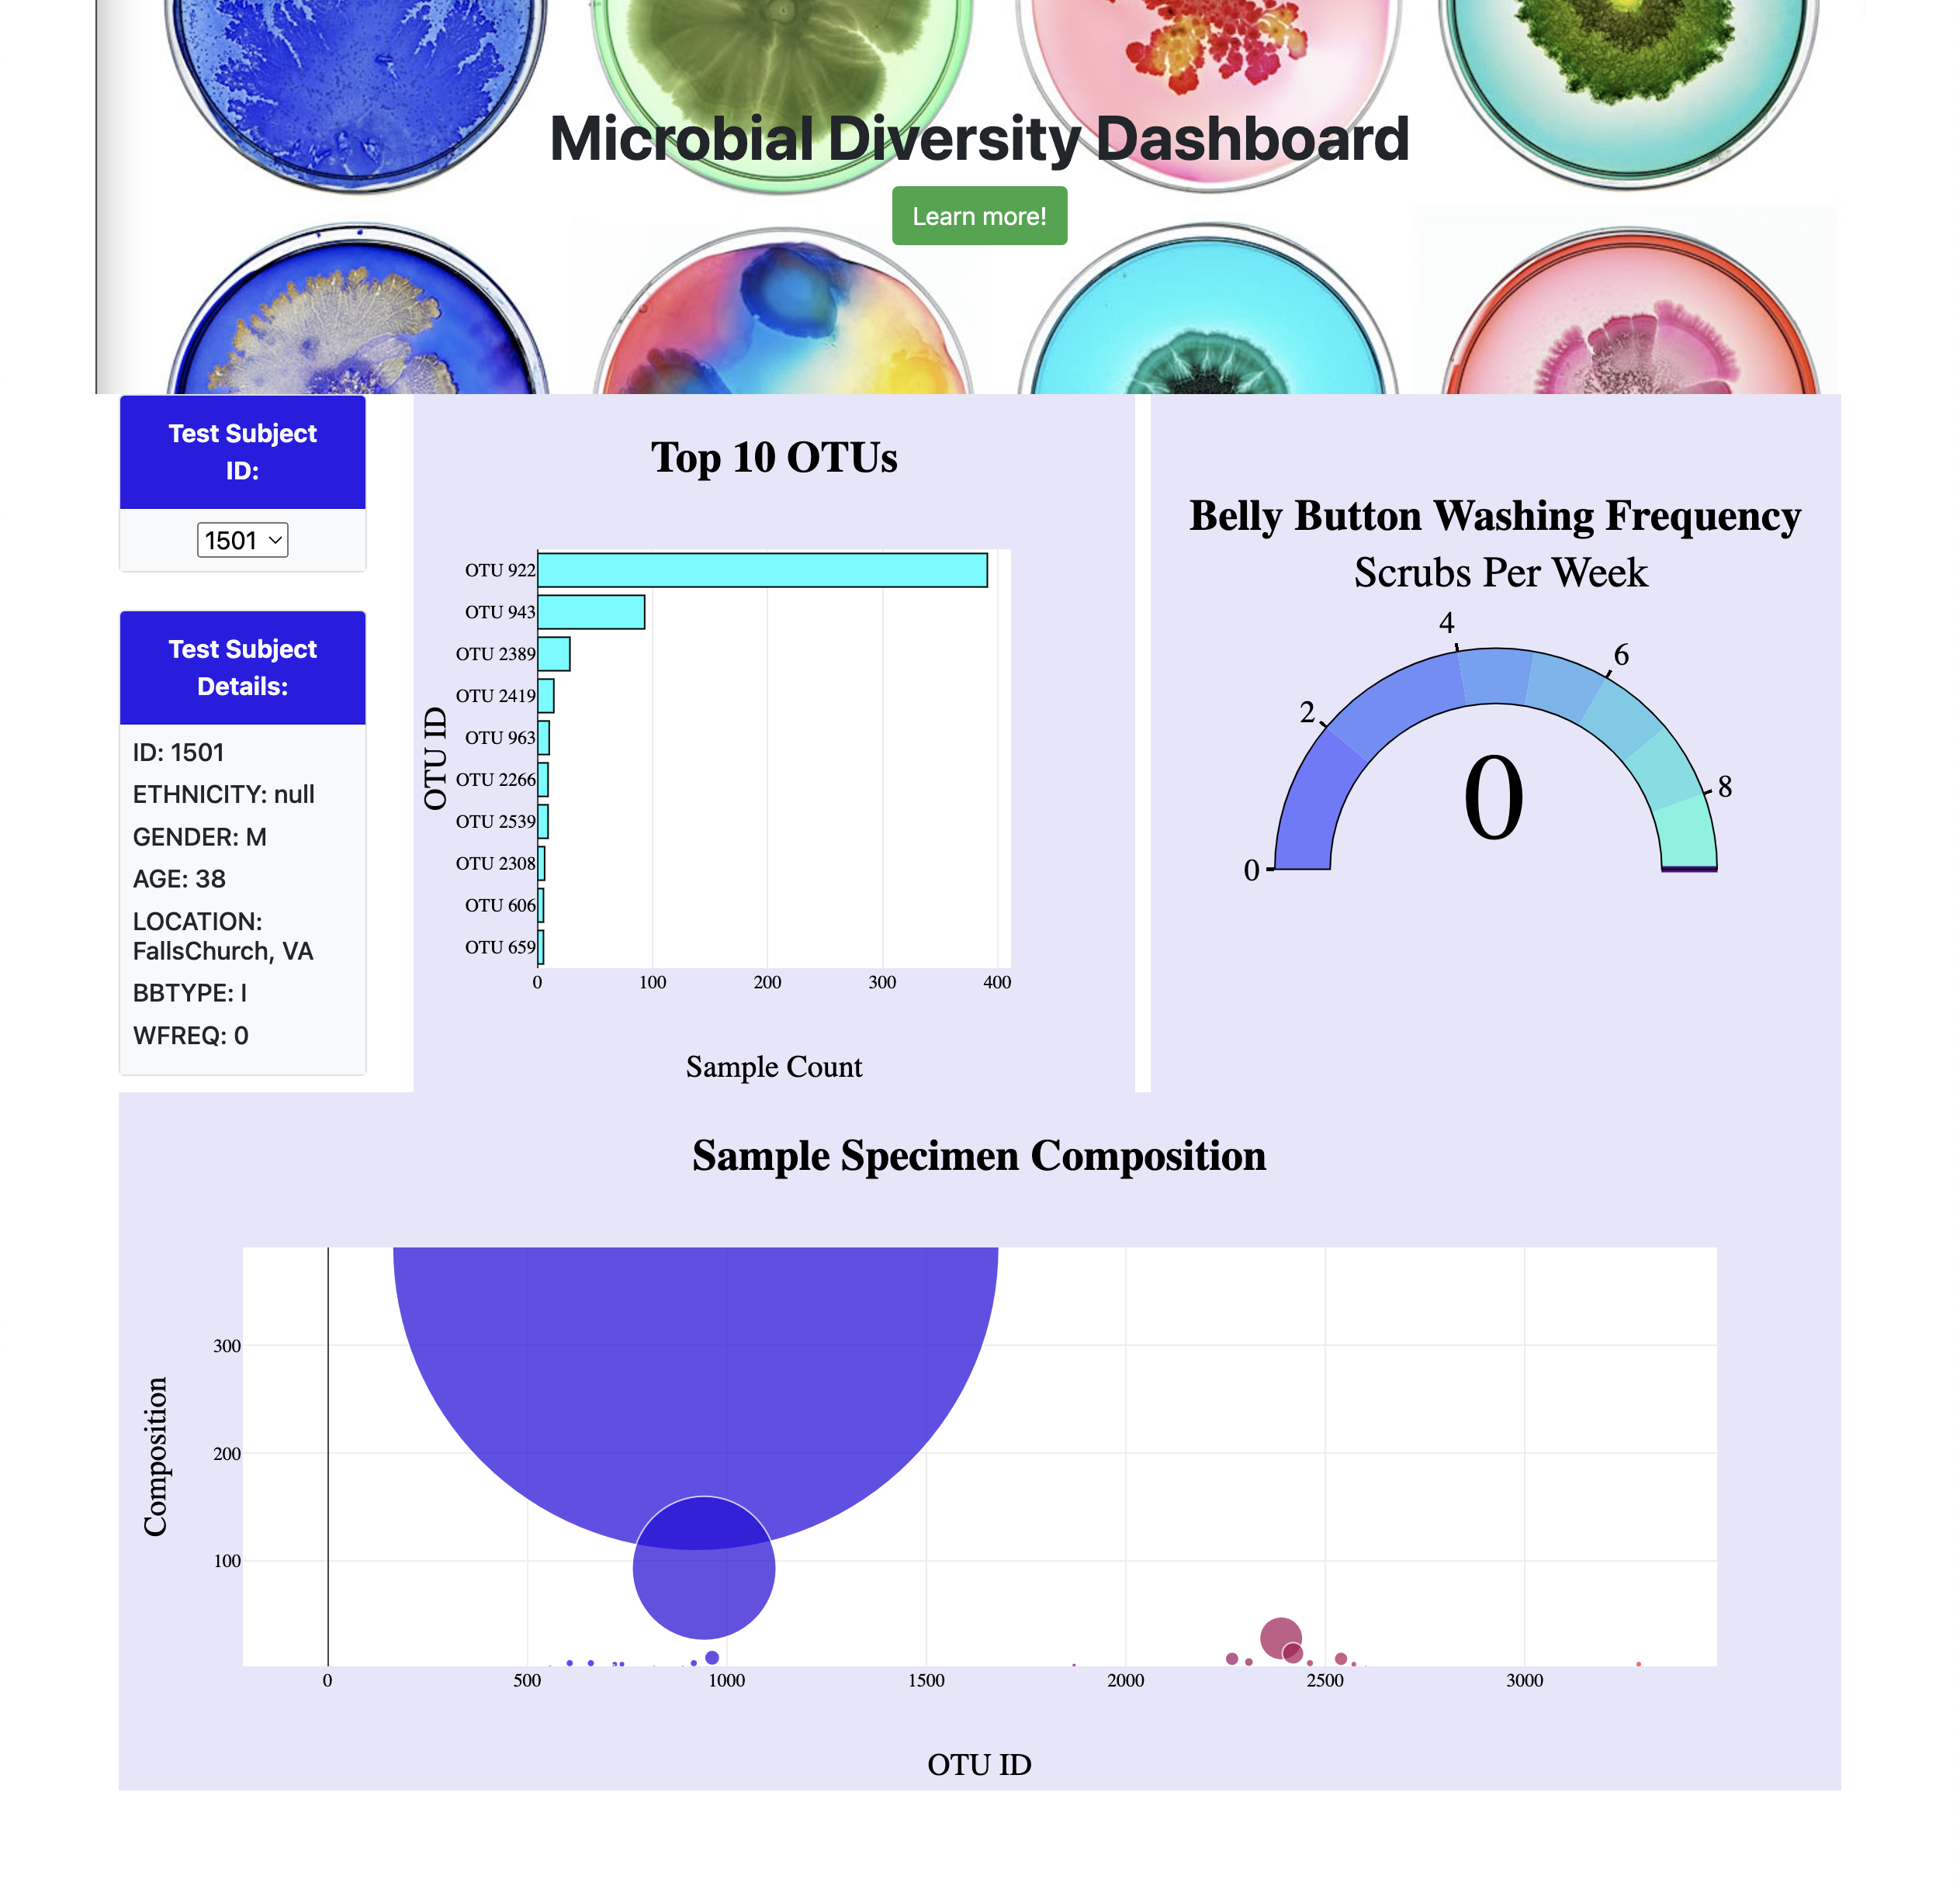 Microbial Diversity Dashboard
Learn more!
Test Subject
ID:
1501
Test Subject
Details:
ID: 1501
ETHNICITY: null
GENDER: M
AGE: 38
LOCATION:
FallsChurch, VA
BBTYPE: I
WFREQ: 0
Top 10 OTUs
OTU ID
OTU 922
OTU 943
OTU 2389
OTU 2419
OTU 963
OTU 2266
OTU 2539
OTU 2308
OTU 606
OTU 659
0 100 200 300 400
Sample Count
Belly Button Washing Frequency
Scrubs Per Week
0
2
4
6
8
0
Sample Specimen Composition
Composition
300
200
100
0 500 1000 1500 2000 2500 3000
OTU ID